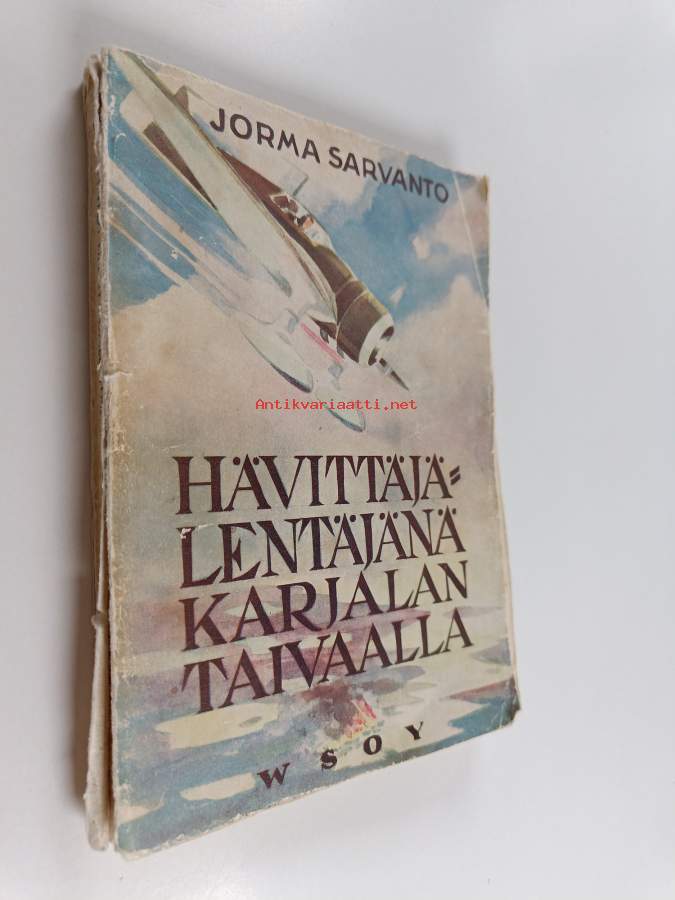 JORMA SARVANTO
Antikvariaatti.net
HÄVITTÄJÄ=
LENTÄJÄNÄ
KARJALAN
TAIVAALLA
WSOY